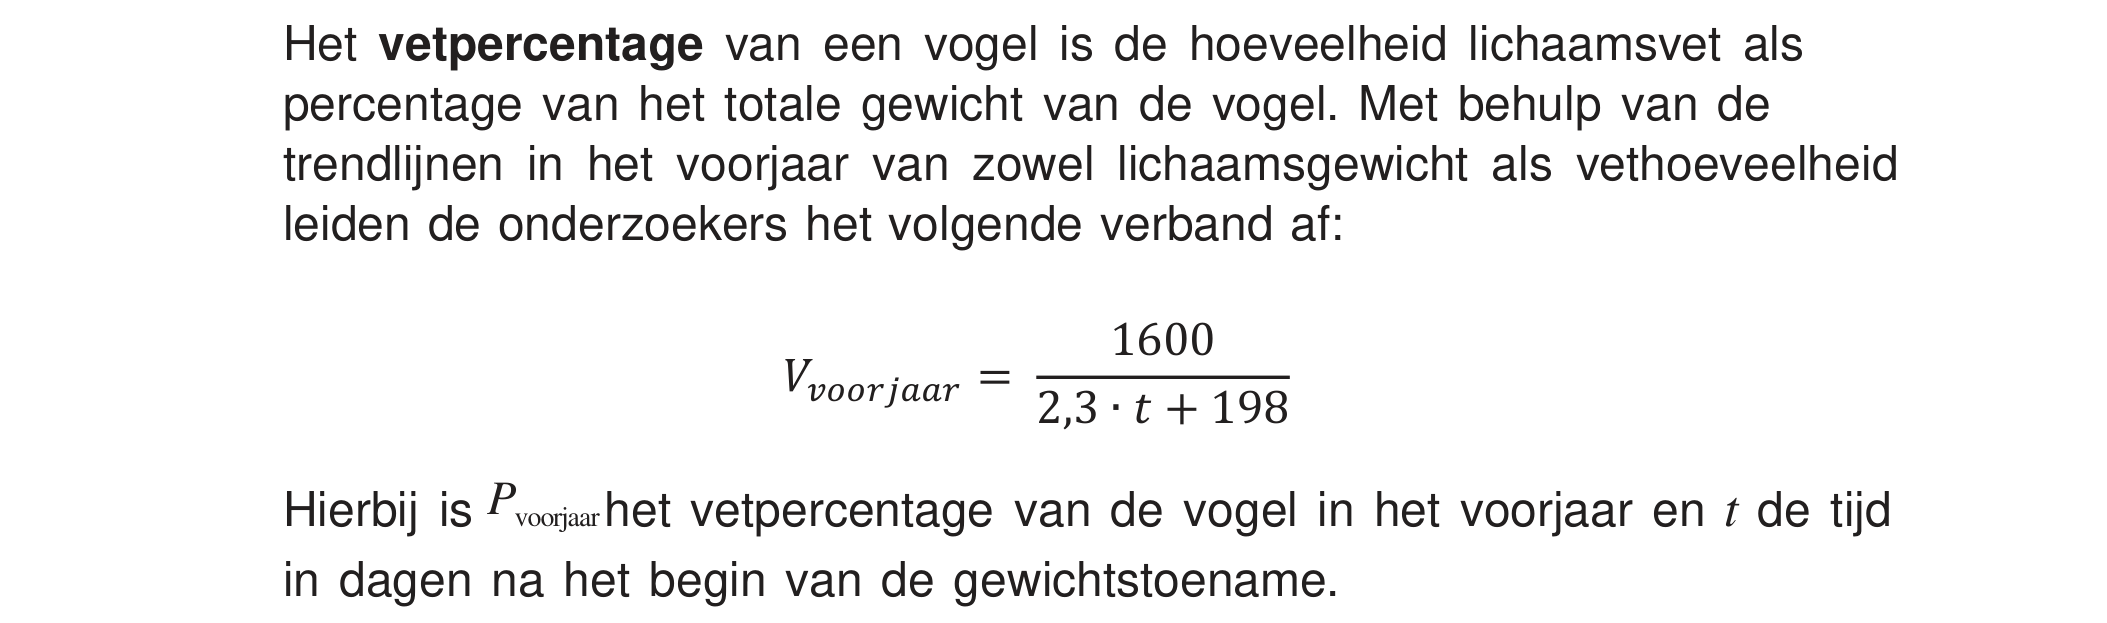 Het vetpercentage van een vogel is de hoeveelheid lichaamsvet als
percentage van het totale gewicht van de vogel. Met behulp van de
trendlijnen in het voorjaar van zowel lichaamsgewicht als vethoeveelheid
leiden de onderzoekers het volgende verband af:
V_voorjaar = 1600 / (2,3 · t + 198)
Hierbij is P_voorjaar het vetpercentage van de vogel in het voorjaar en t de tijd
in dagen na het begin van de gewichtstoename.